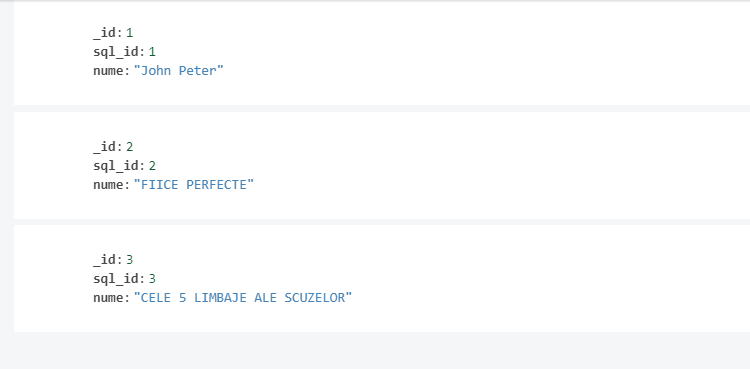 _id: 1
sql_id: 1
nume: "John Peter"
_id: 2
sql_id: 2
nume: "FIICE PERFECTE"
_id: 3
sql_id: 3
nume: "CELE 5 LIMBAJE ALE SCUZELOR"